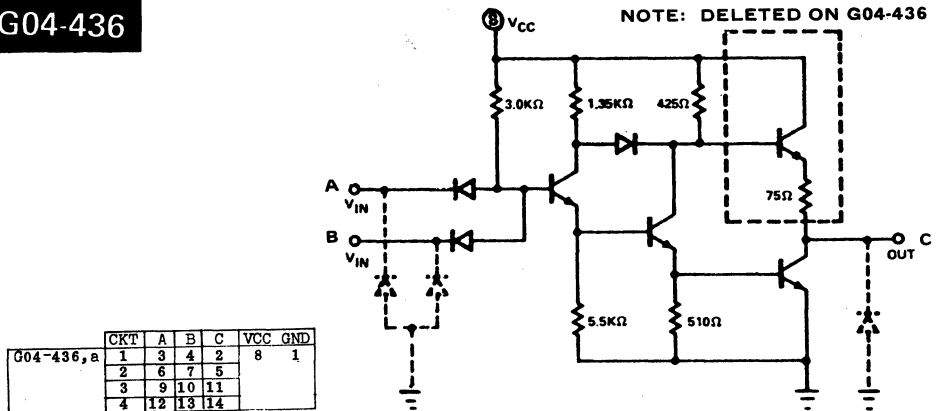 G04-436
NOTE: DELETED ON G04-436
8 VCC
3.0KΩ
1.35KΩ
425Ω
75Ω
A
VIN
B
VIN
C
OUT
5.5KΩ
510Ω
CKT A B C VCC GND
G04-436,a 1 3 4 2 8 1
2 6 7 5
3 9 10 11
4 12 13 14